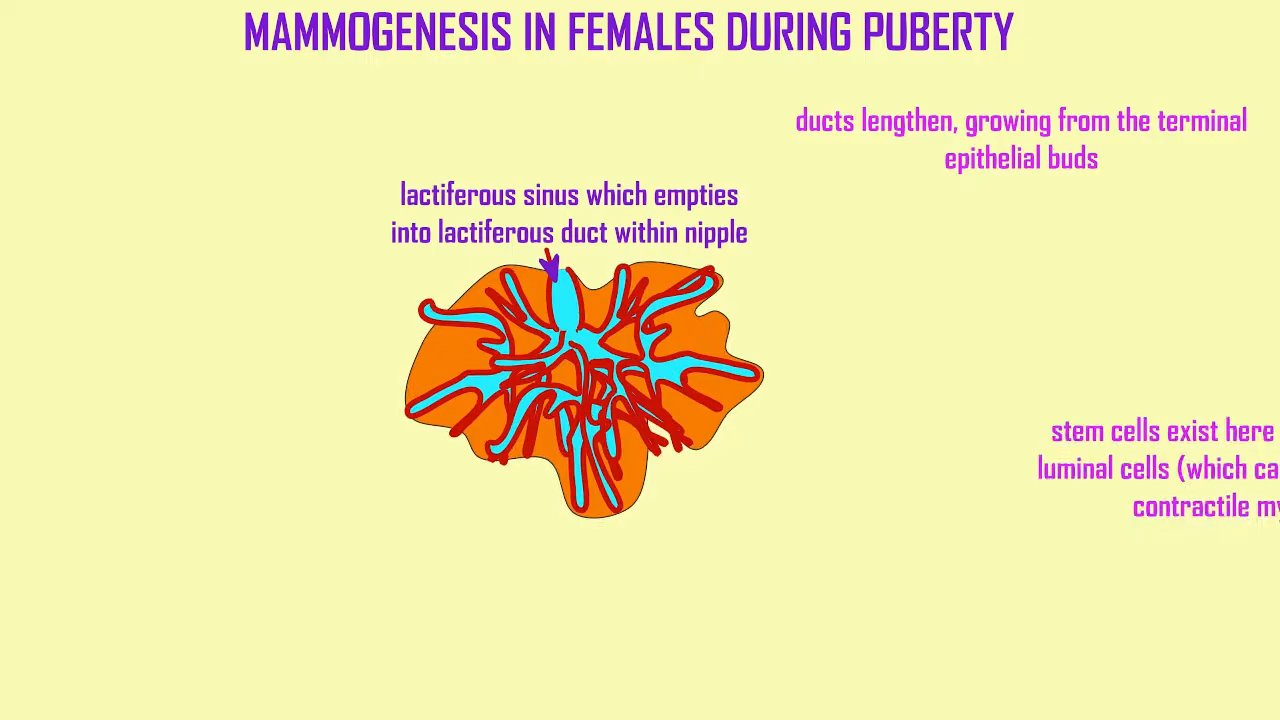 MAMMOGENESIS IN FEMALES DURING PUBERTY
ducts lengthen, growing from the terminal
epithelial buds
lactiferous sinus which empties
into lactiferous duct within nipple
stem cells exist here
luminal cells (which
contractile